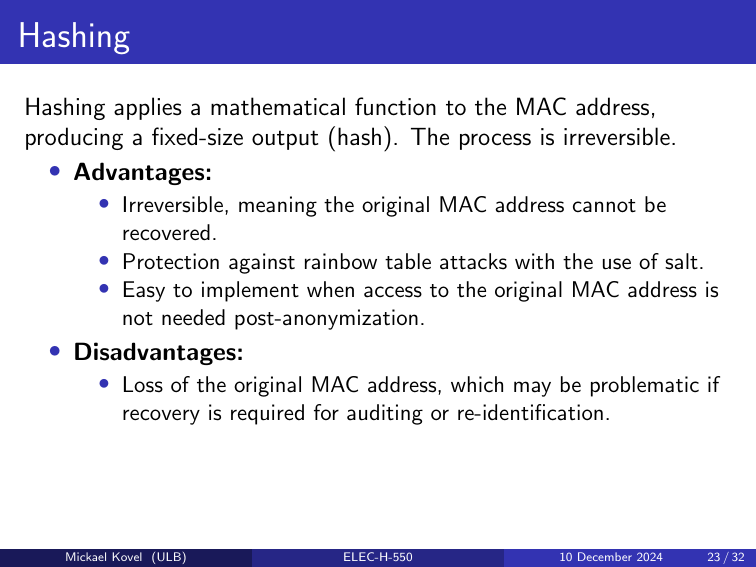 Hashing
Hashing applies a mathematical function to the MAC address,
producing a fixed-size output (hash). The process is irreversible.
• Advantages:
• Irreversible, meaning the original MAC address cannot be
recovered.
• Protection against rainbow table attacks with the use of salt.
• Easy to implement when access to the original MAC address is
not needed post-anonymization.
• Disadvantages:
• Loss of the original MAC address, which may be problematic if
recovery is required for auditing or re-identification.
Mickael Kovel (ULB) ELEC-H-550 10 December 2024 23 / 32